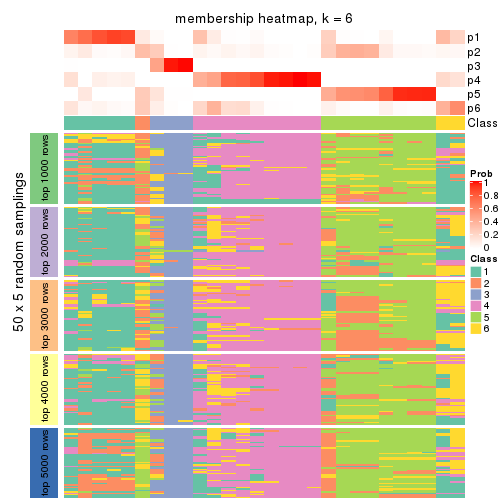 membership heatmap, k = 6
p1
p2
p3
p4
p5
p6
Class
50 x 5 random samplings
top 1000 rows
top 2000 rows
top 3000 rows
top 4000 rows
top 5000 rows
Prob
1
0.8
0.6
0.4
0.2
0
Class
1
2
3
4
5
6